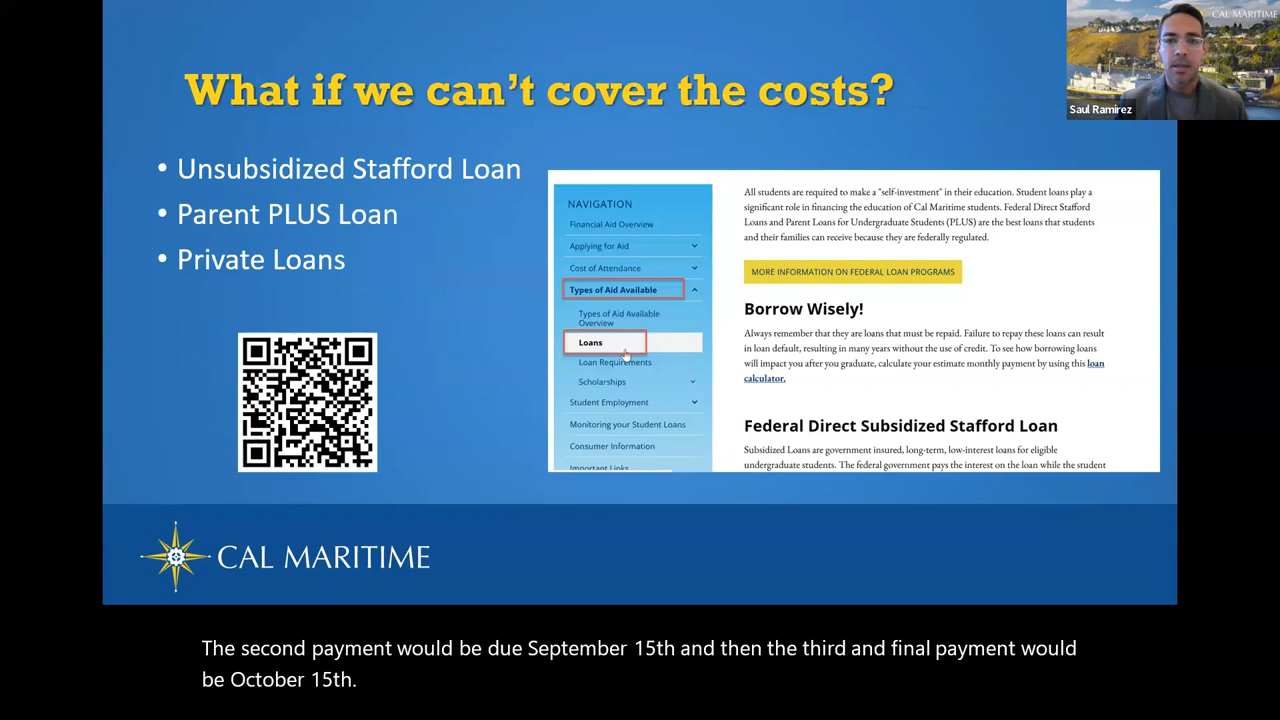 What if we can't cover the costs?
CAL MARITIME
Saul Ramirez
• Unsubsidized Stafford Loan
• Parent PLUS Loan
• Private Loans
NAVIGATION
Financial Aid Overview
Applying for Aid
Cost of Attendance
Types of Aid Available
Types of Aid Available
Overview
Loans
Loan Requirements
Scholarships
Student Employment
Monitoring your Student Loans
Consumer Information
Important Links
All students are required to make a "self-investment" in their education. Student loans play a
significant role in financing the education of Cal Maritime students. Federal Direct Stafford
Loans and Parent Loans for Undergraduate Students (PLUS) are the best loans that students
and their families can receive because they are federally regulated.
MORE INFORMATION ON FEDERAL LOAN PROGRAMS
Borrow Wisely!
Always remember that they are loans that must be repaid. Failure to repay these loans can result
in loan default, resulting in many years without the use of credit. To see how borrowing loans
will impact you after you graduate, calculate your estimate monthly payment by using this loan
calculator.
Federal Direct Subsidized Stafford Loan
Subsidized Loans are government insured, long-term, low-interest loans for eligible
undergraduate students. The federal government pays the interest on the loan while the student
CAL MARITIME
The second payment would be due September 15th and then the third and final payment would
be October 15th.